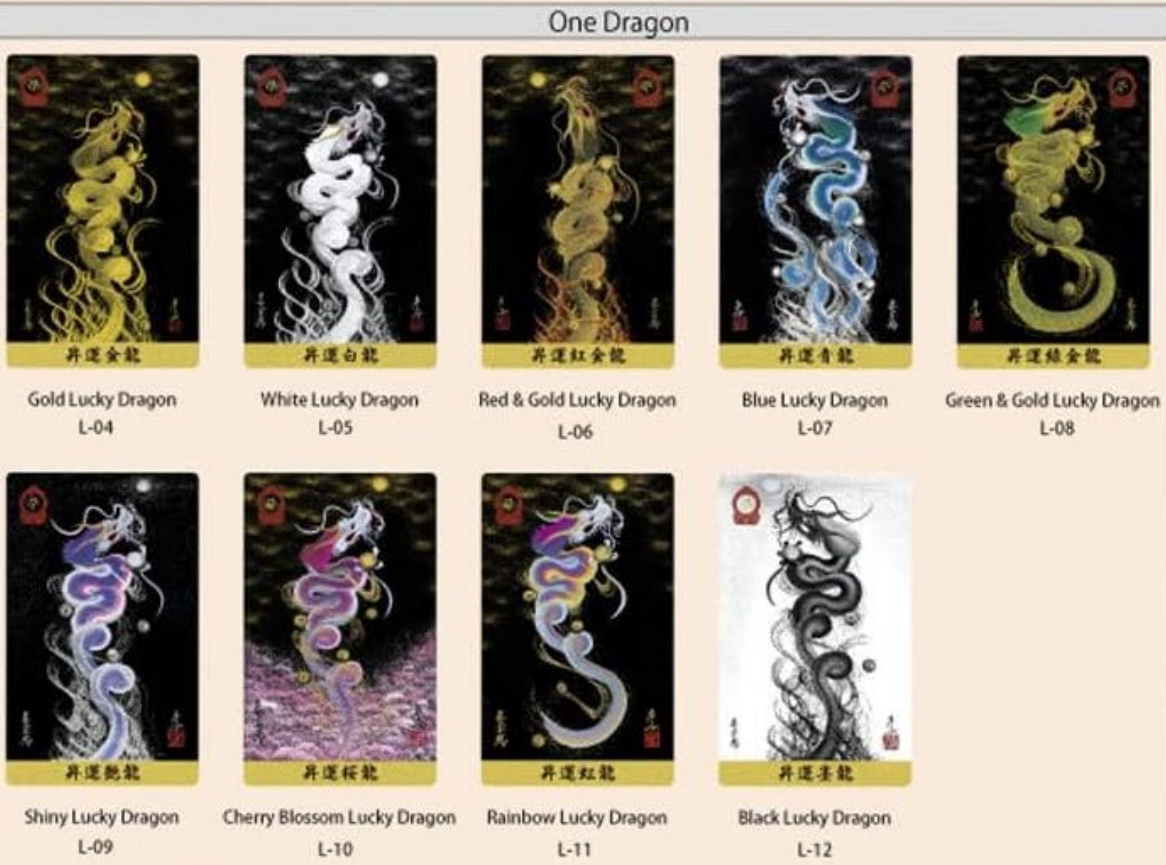 One Dragon
昇運金龍
昇運白龍
昇運紅金龍
昇運青龍
昇運緑金龍
Gold Lucky Dragon
White Lucky Dragon
Red & Gold Lucky Dragon
Blue Lucky Dragon
Green & Gold Lucky Dragon
L-04
L-05
L-06
L-07
L-08
昇運艶龍
昇運桜龍
昇運虹龍
昇運墨龍
Shiny Lucky Dragon
Cherry Blossom Lucky Dragon
Rainbow Lucky Dragon
Black Lucky Dragon
L-09
L-10
L-11
L-12